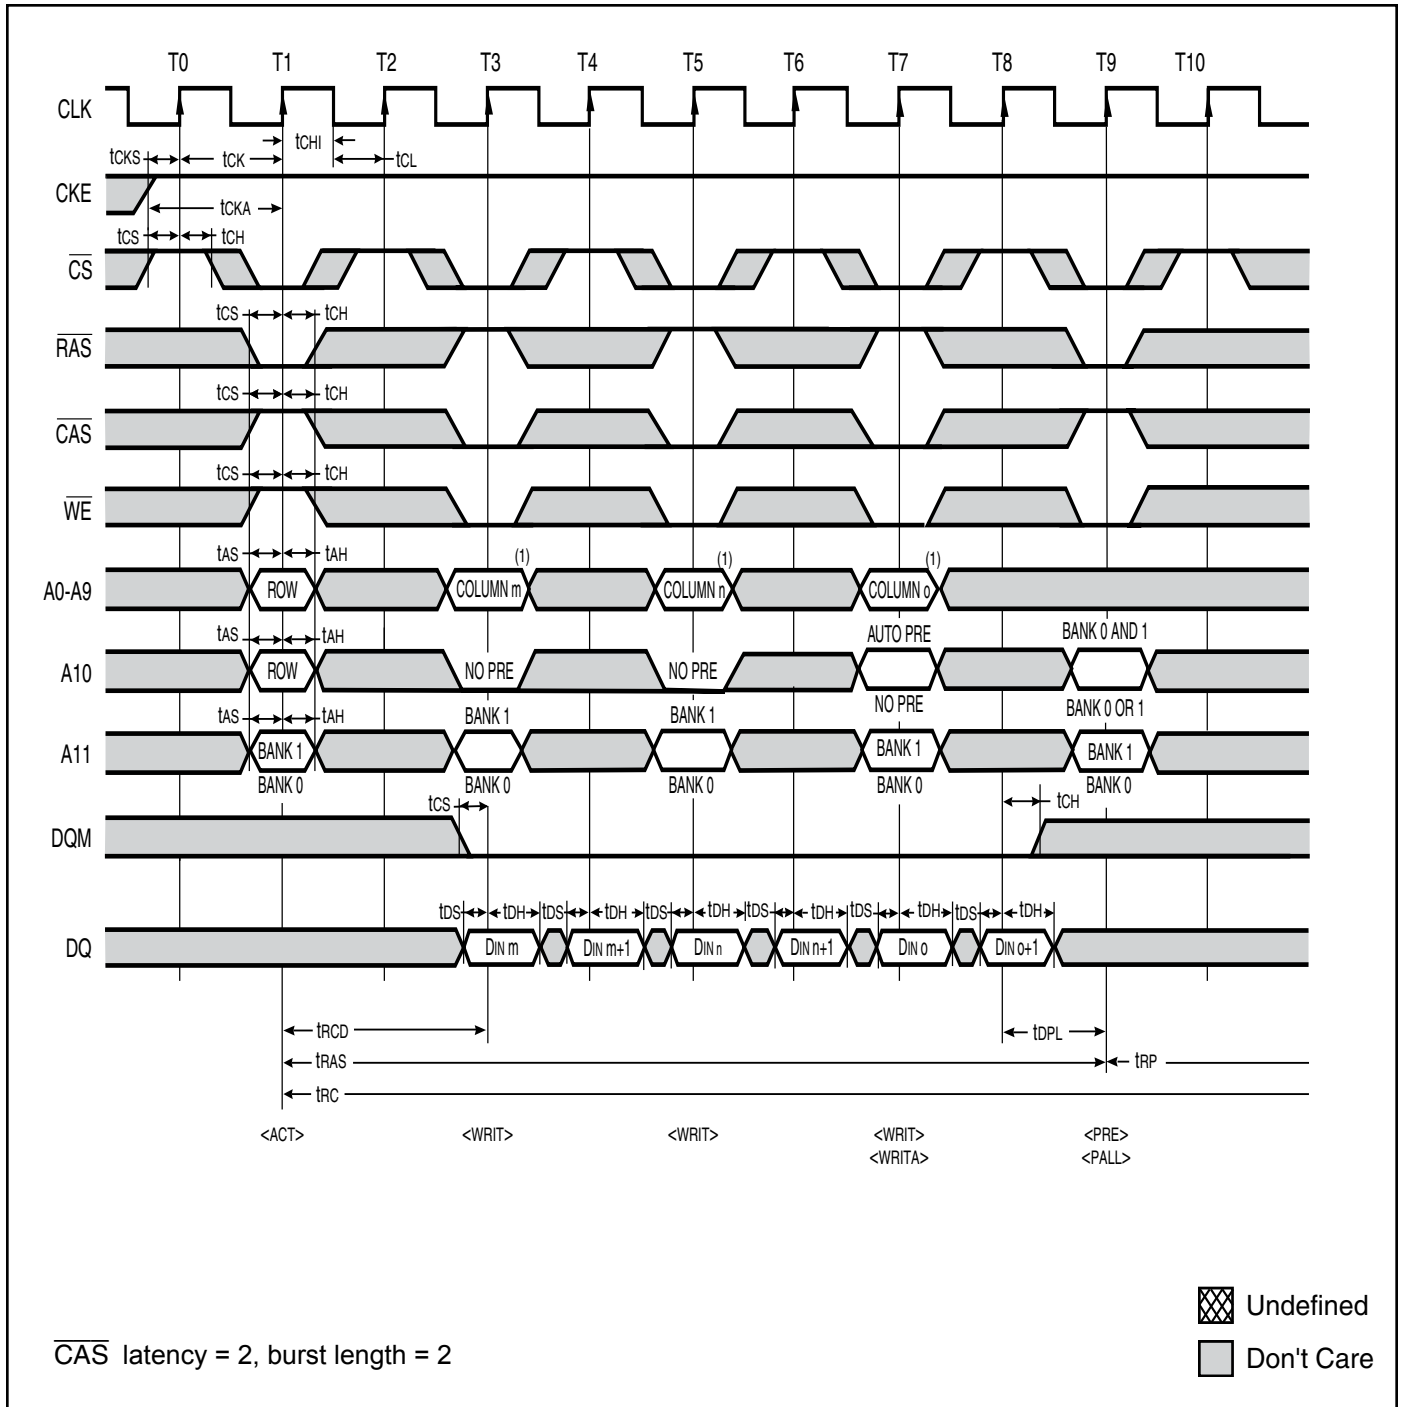 T0 T1 T2 T3 T4 T5 T6 T7 T8 T9 T10
CLK
tCHI
tCKS tCK tCL
CKE
tCKA
tCS tCH
CS
tCS tCH
RAS
tCS tCH
CAS
tCS tCH
WE
tAS tAH (1) (1) (1)
A0-A9 ROW COLUMN m COLUMN n COLUMN o
tAS tAH AUTO PRE BANK 0 AND 1
A10 ROW NO PRE NO PRE
NO PRE BANK 0 OR 1
tAS tAH BANK 1 BANK 1
A11 BANK 1 BANK 1 BANK 1
BANK 0 BANK 0 BANK 0 BANK 0 BANK 0
tCS tCH
DQM
tDS tDH tDS tDH tDS tDH tDS tDH tDS tDH tDS tDH
DQ DIN m DIN m+1 DIN n DIN n+1 DIN o DIN o+1
tRCD tDPL
tRAS tRP
tRC
<ACT> <WRIT> <WRIT> <WRIT> <PRE>
<WRITA> <PALL>
Undefined
CAS latency = 2, burst length = 2
Don't Care